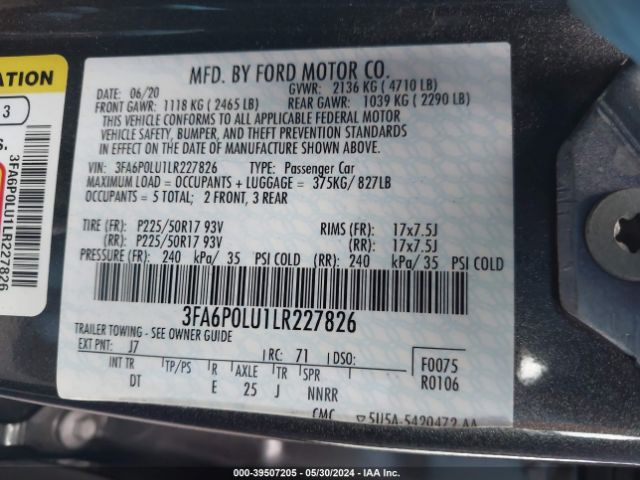 ATION
3
S.
3FA6P0LU1LR227826
MFD. BY FORD MOTOR CO.
DATE: 06/20 GVWR: 2136 KG ( 4710 LB)
FRONT GAWR: 1118 KG ( 2465 LB) REAR GAWR: 1039 KG ( 2290 LB)
THIS VEHICLE CONFORMS TO ALL APPLICABLE FEDERAL MOTOR
VEHICLE SAFETY, BUMPER, AND THEFT PREVENTION STANDARDS
IN EFFECT ON THE DATE OF MANUFACTURE SHOWN ABOVE.
VIN: 3FA6P0LU1LR227826 TYPE: Passenger Car
MAXIMUM LOAD = OCCUPANTS + LUGGAGE = 375KG/ 827LB
OCCUPANTS = 5 TOTAL; 2 FRONT, 3 REAR
TIRE (FR): P225/50R17 93V RIMS (FR): 17x7.5J
(RR): P225/50R17 93V (RR): 17x7.5J
PRESSURE (FR): 240 kPa/ 35 PSI COLD (RR): 240 kPa/ 35 PSI COLD
3FA6P0LU1LR227826
TRAILER TOWING - SEE OWNER GUIDE
EXT PNT: J7 RC: 71 DSO: F0075
INT TR TP/PS R AXLE TR SPR R0106
DT E 25 J NNRR
CMC 5U5A-5420472-AA
000-39507205 - 05/30/2024 - IAA Inc.